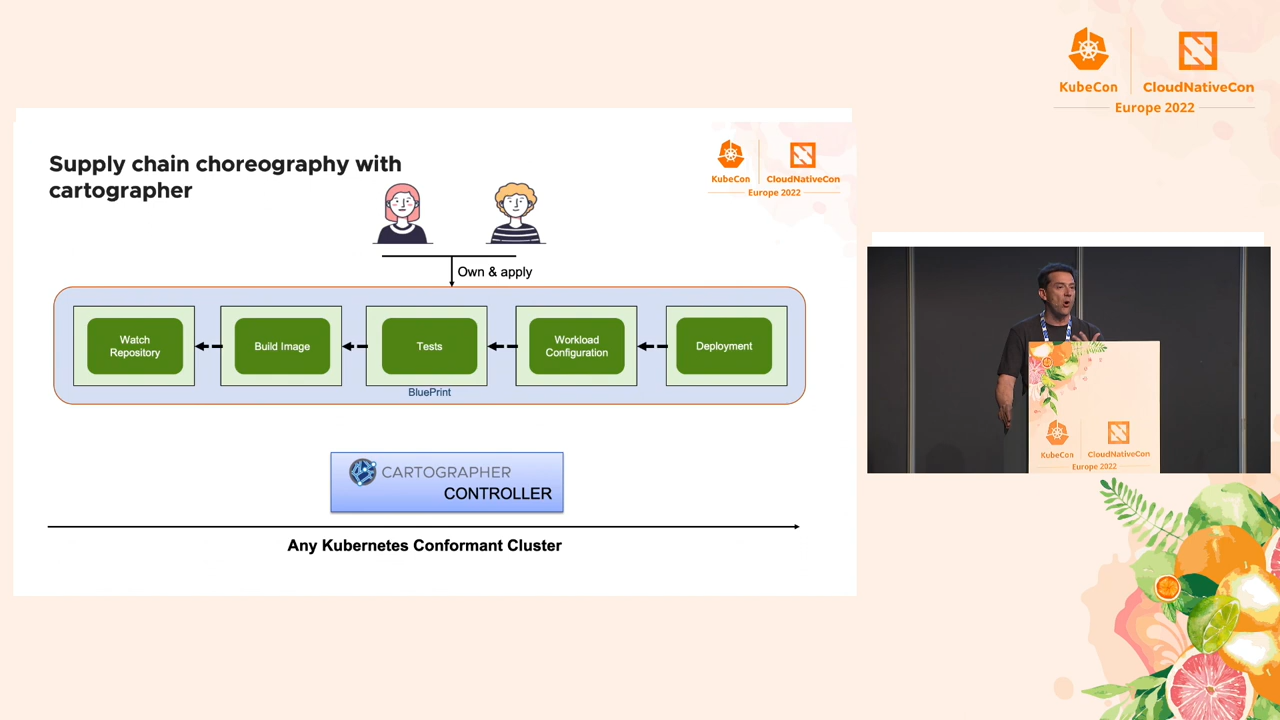 KubeCon
CloudNativeCon
Europe 2022
Supply chain choreography with
cartographer
KubeCon
CloudNativeCon
Europe 2022
Own & apply
Watch
Repository
Build Image
Tests
Workload
Configuration
Deployment
BluePrint
CARTOGRAPHER
CONTROLLER
Any Kubernetes Conformant Cluster
KubeCon
CloudNativeCon
Europe 2022